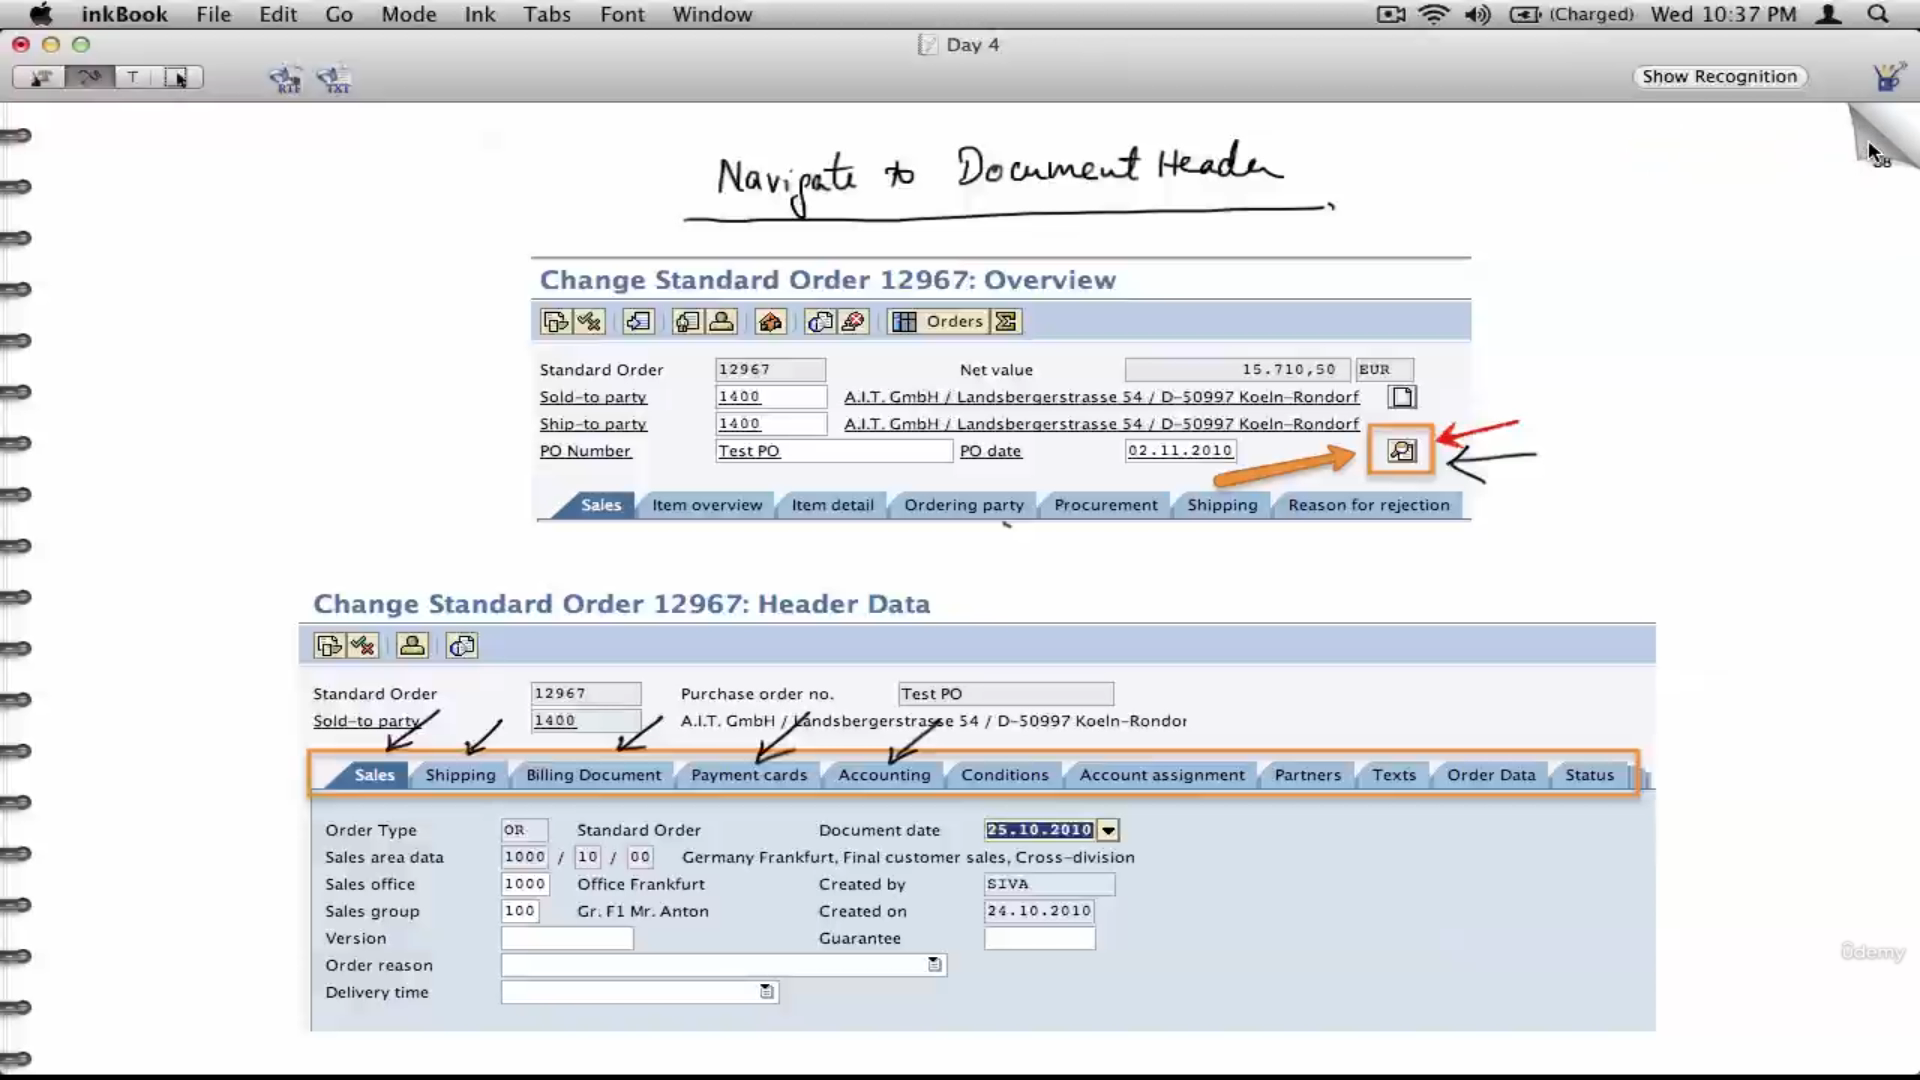 inkBook File Edit Go Mode Ink Tabs Font Window (Charged) Wed 10:37 PM
Day 4
T RTF TXT Show Recognition
Navigate to Document Header
Change Standard Order 12967: Overview
Orders
Standard Order 12967 Net value 15.710,50 EUR
Sold-to party 1400 A.I.T. GmbH / Landsbergerstrasse 54 / D-50997 Koeln-Rondorf
Ship-to party 1400 A.I.T. GmbH / Landsbergerstrasse 54 / D-50997 Koeln-Rondorf
PO Number Test PO PO date 02.11.2010
Sales Item overview Item detail Ordering party Procurement Shipping Reason for rejection
Change Standard Order 12967: Header Data
Standard Order 12967 Purchase order no. Test PO
Sold-to party 1400 A.I.T. GmbH / Landsbergerstrasse 54 / D-50997 Koeln-Rondor
Sales Shipping Billing Document Payment cards Accounting Conditions Account assignment Partners Texts Order Data Status
Order Type OR Standard Order Document date 25.10.2010
Sales area data 1000 / 10 / 00 Germany Frankfurt, Final customer sales, Cross-division
Sales office 1000 Office Frankfurt Created by SIVA
Sales group 100 Gr. F1 Mr. Anton Created on 24.10.2010
Version Guarantee
Order reason
Delivery time
ûdemy